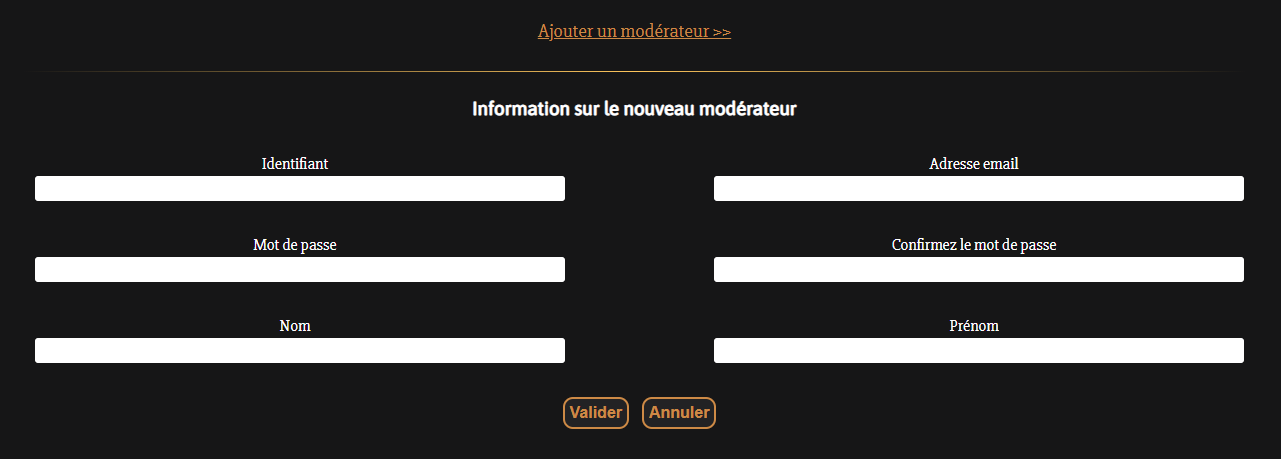 Ajouter un modérateur >>
Information sur le nouveau modérateur
Identifiant
Adresse email
Mot de passe
Confirmez le mot de passe
Nom
Prénom
Valider
Annuler